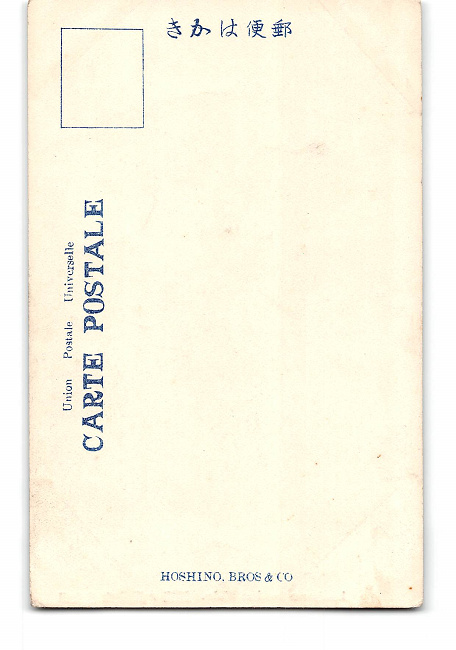 きかは便郵
Union Postale Universelle
CARTE POSTALE
HOSHINO. BROS & CO